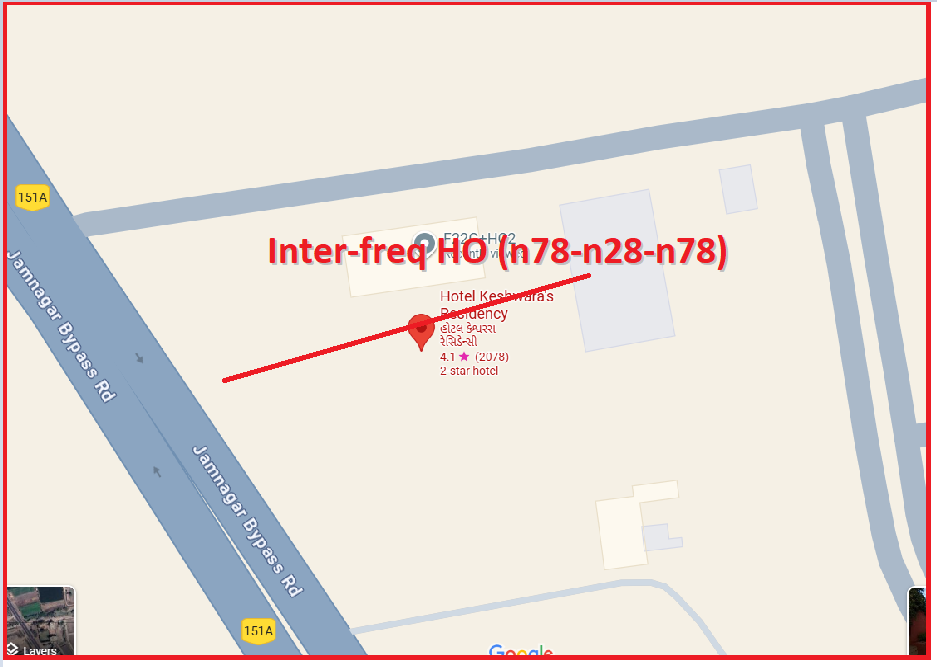 151A
Jamnagar Bypass Rd
Inter-freq HO (n78-n28-n78)
Hotel Keshwara's
Residency
4.1 ★ (2078)
2 star hotel
Jamnagar Bypass Rd
151A
Layers
Google